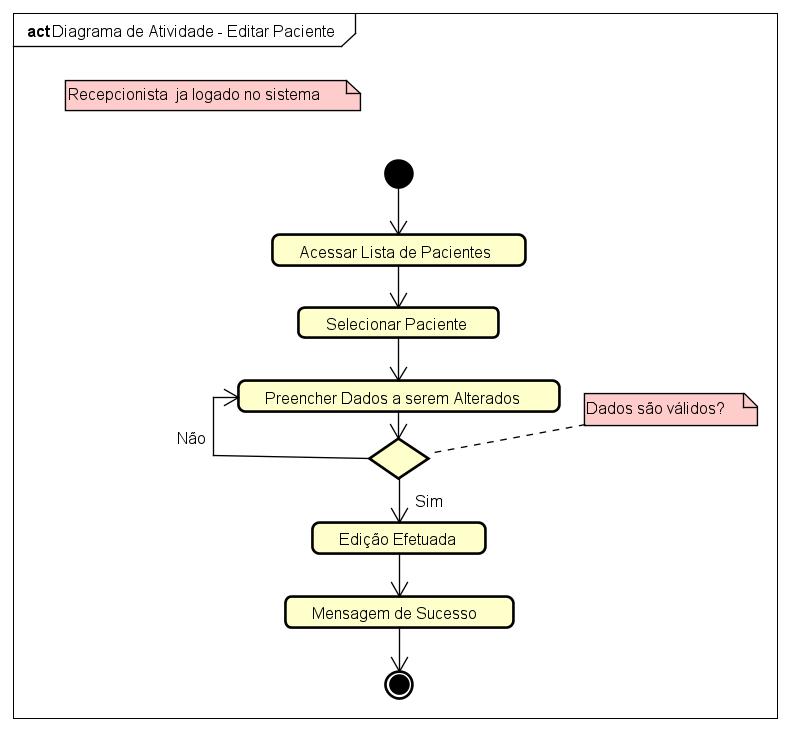 act Diagrama de Atividade - Editar Paciente
Recepcionista ja logado no sistema
Acessar Lista de Pacientes
Selecionar Paciente
Preencher Dados a serem Alterados
Dados são válidos?
Não
Sim
Edição Efetuada
Mensagem de Sucesso